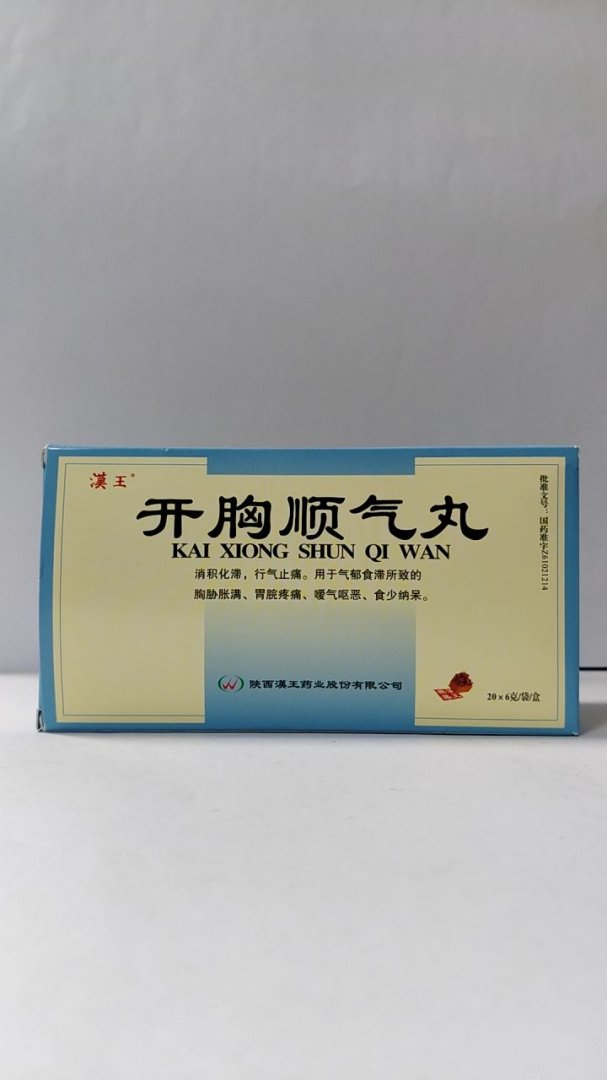 漢王®
开胸顺气丸
KAI XIONG SHUN QI WAN
消积化滞，行气止痛。用于气郁食滞所致的
胸胁胀满、胃脘疼痛、嗳气呕恶、食少纳呆。
陕西漢王药业股份有限公司
20×6克/袋/盒
批准文号：国药准字Z61021214